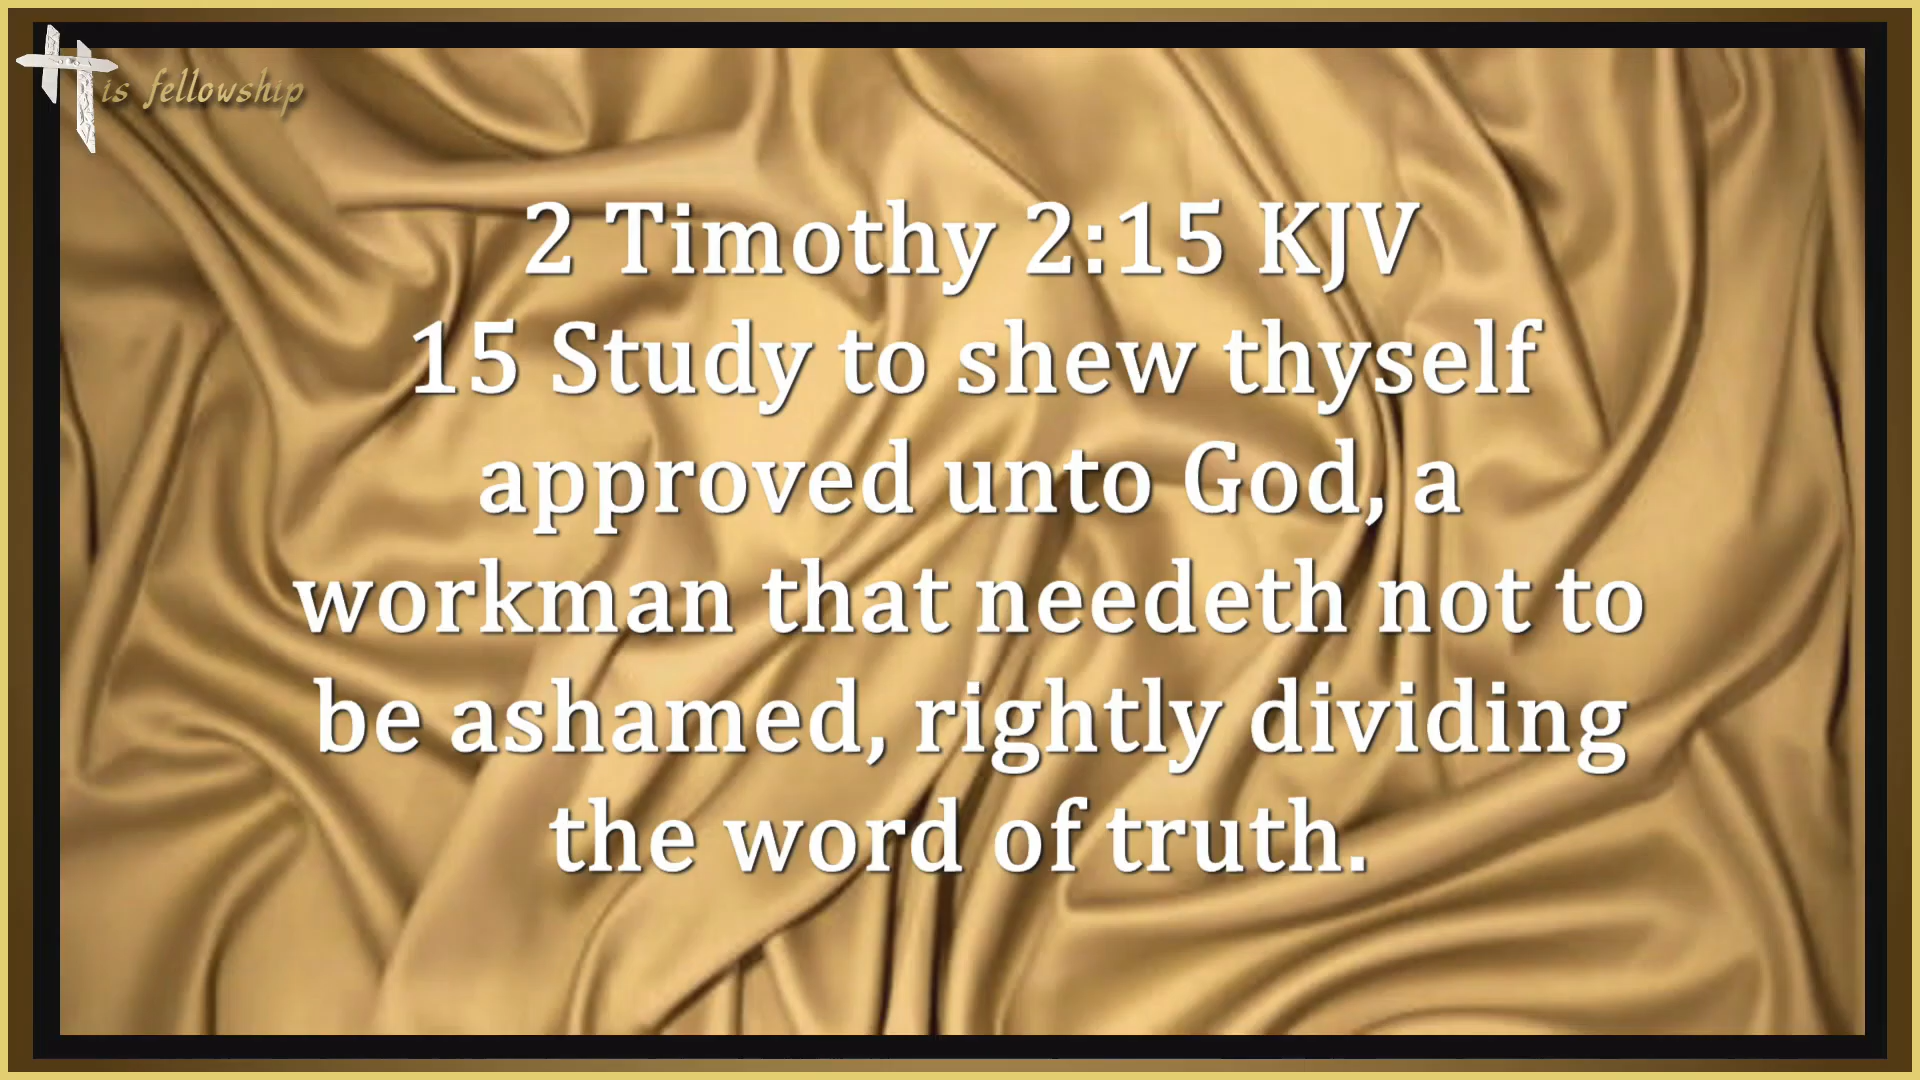 His fellowship
2 Timothy 2:15 KJV
15 Study to shew thyself
approved unto God, a
workman that needeth not to
be ashamed, rightly dividing
the word of truth.